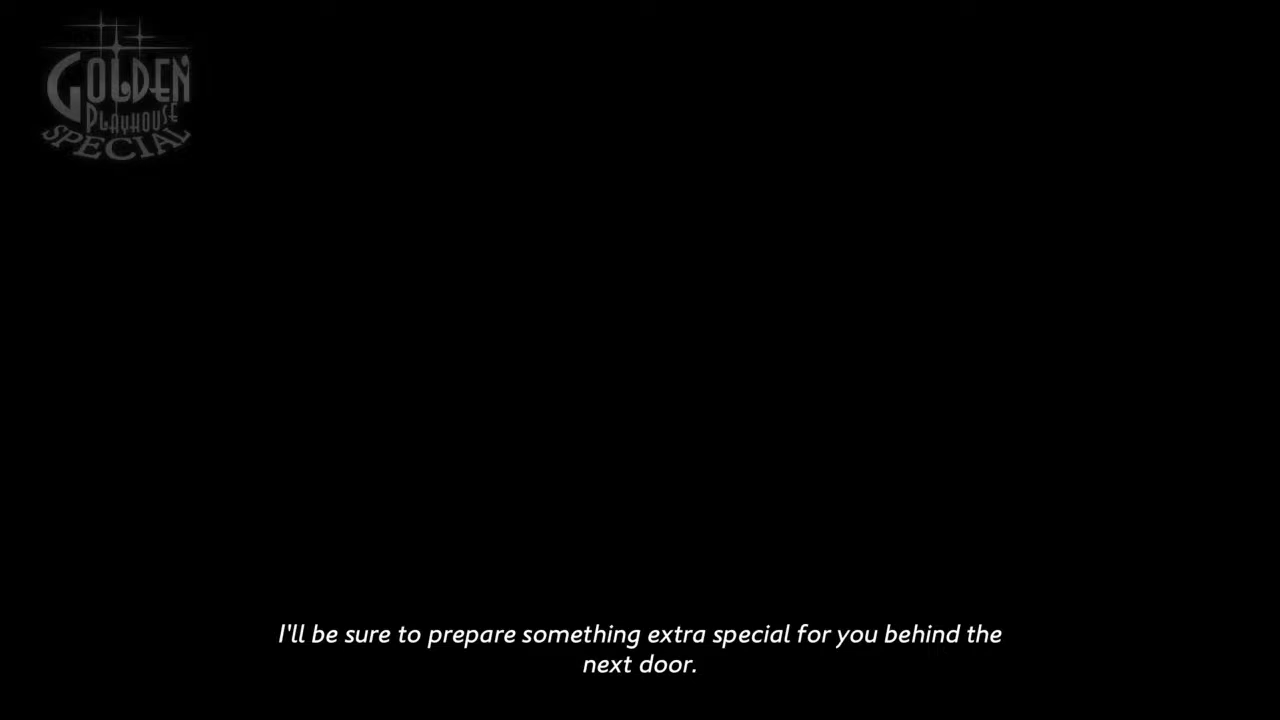 GOLDEN
PLAYHOUSE
SPECIAL
I'll be sure to prepare something extra special for you behind the
next door.